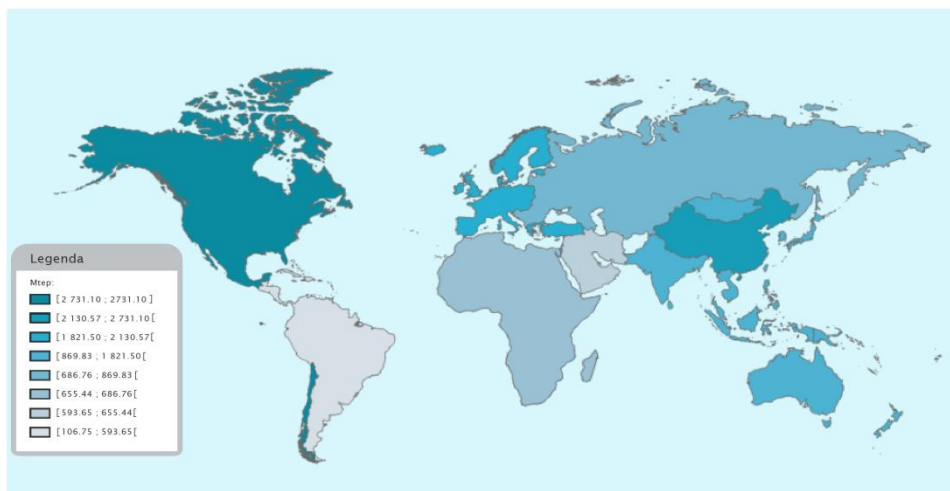 Legenda
Mtep:
[2 731.10 ; 2731.10 ]
[2 130.57 ; 2 731.10[
[1 821.50 ; 2 130.57[
[869.83 ; 1 821.50[
[686.76 ; 869.83 [
[655.44 ; 686.76[
[593.65 ; 655.44[
[106.75 ; 593.65[